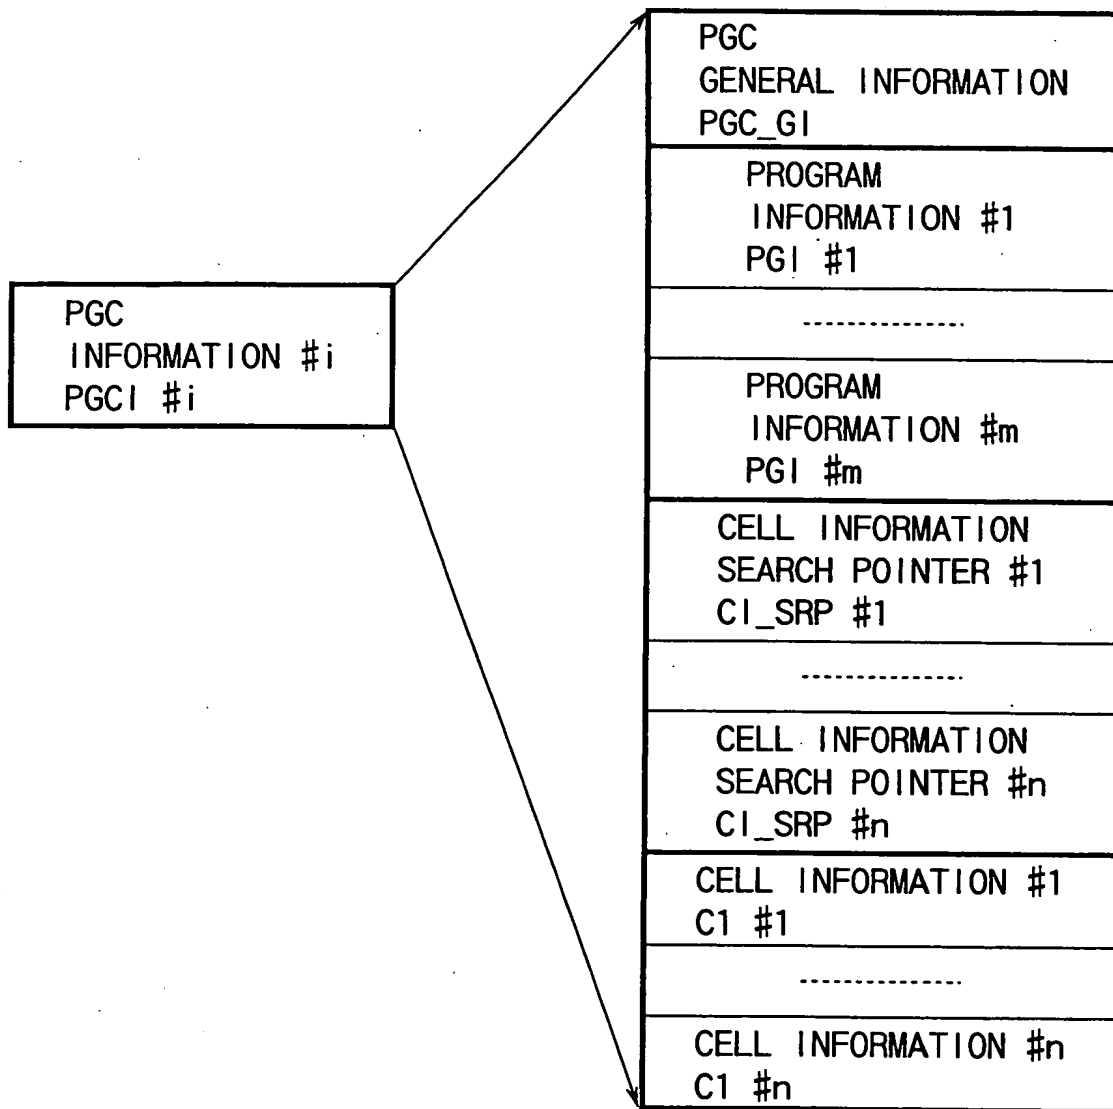 PGC
GENERAL INFORMATION
PGC_GI
PROGRAM
INFORMATION #1
PGI #1
PGC
INFORMATION #i
PGCI #i
PROGRAM
INFORMATION #m
PGI #m
CELL INFORMATION
SEARCH POINTER #1
CI_SRP #1
CELL INFORMATION
SEARCH POINTER #n
CI_SRP #n
CELL INFORMATION #1
C1 #1
CELL INFORMATION #n
C1 #n